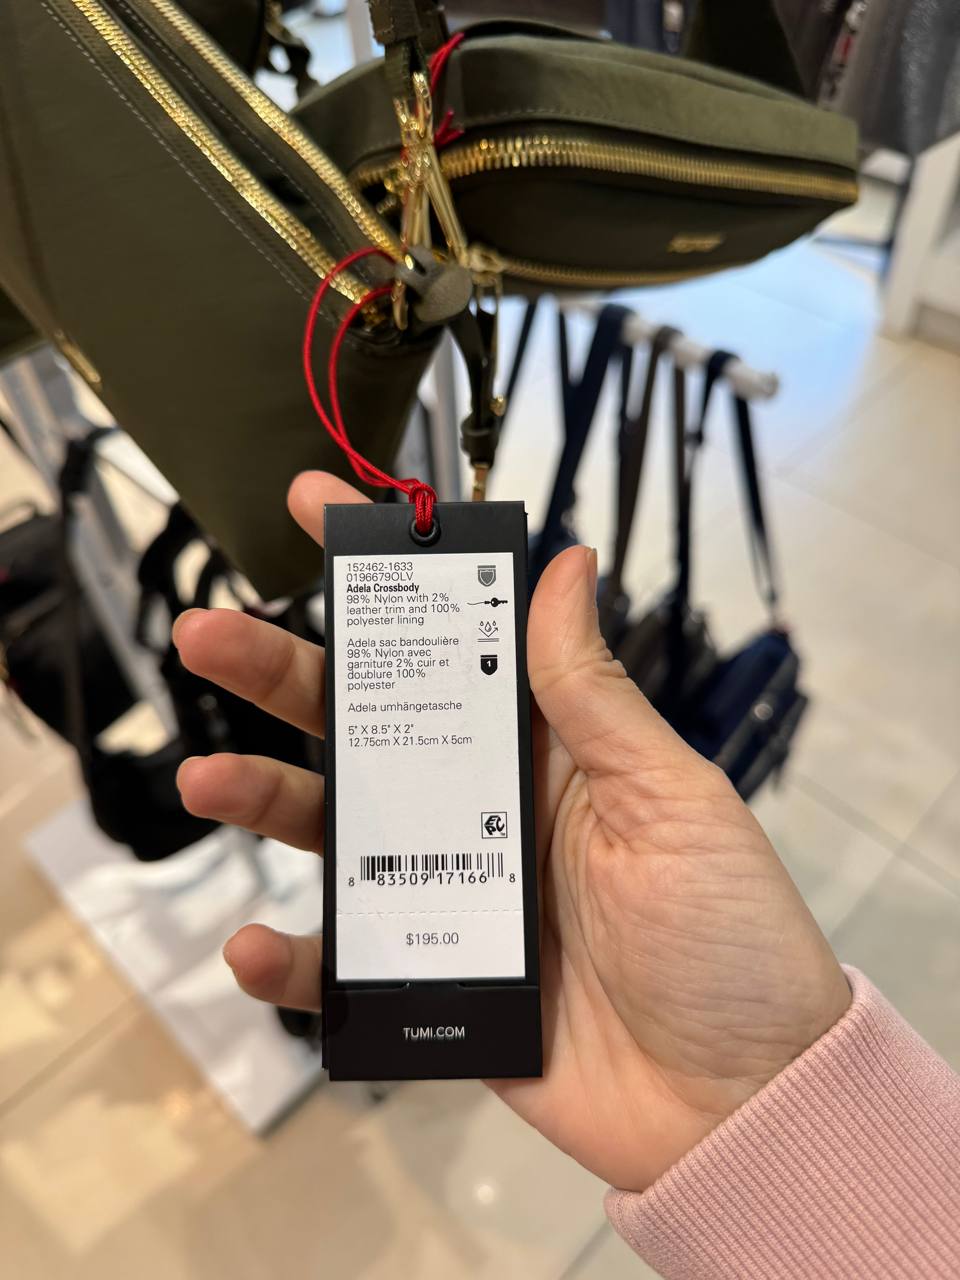 152462-1633
0196679OLV
Adela Crossbody
98% Nylon with 2%
leather trim and 100%
polyester lining
Adela sac bandoulière
98% Nylon avec
garniture 2% cuir et
doublure 100%
polyester
Adela umhängetasche
5" X 8.5" X 2"
12.75cm X 21.5cm X 5cm
1
EPC
8 83509 17166 8
$195.00
TUMI.COM